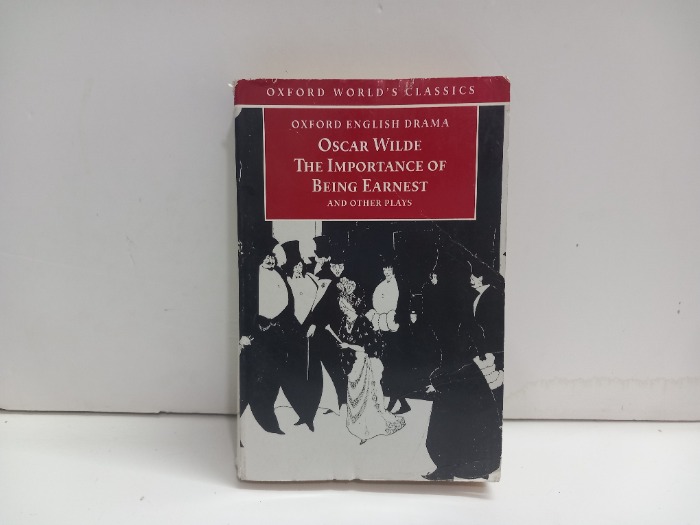 OXFORD WORLD'S CLASSICS
OXFORD ENGLISH DRAMA
OSCAR WILDE
THE IMPORTANCE OF
BEING EARNEST
AND OTHER PLAYS